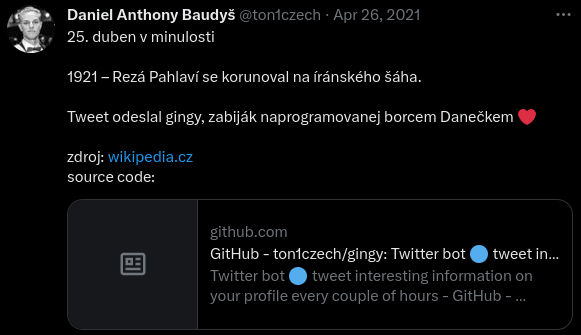 Daniel Anthony Baudyš @ton1czech · Apr 26, 2021
25. duben v minulosti
1921 – Rezá Pahlaví se korunoval na íránského šáha.
Tweet odeslal gingy, zabiják naprogramovanej borcem Danečkem ❤️
zdroj: wikipedia.cz
source code:
github.com
GitHub - ton1czech/gingy: Twitter bot 🔵 tweet in...
Twitter bot 🔵 tweet interesting information on
your profile every couple of hours - GitHub - ...